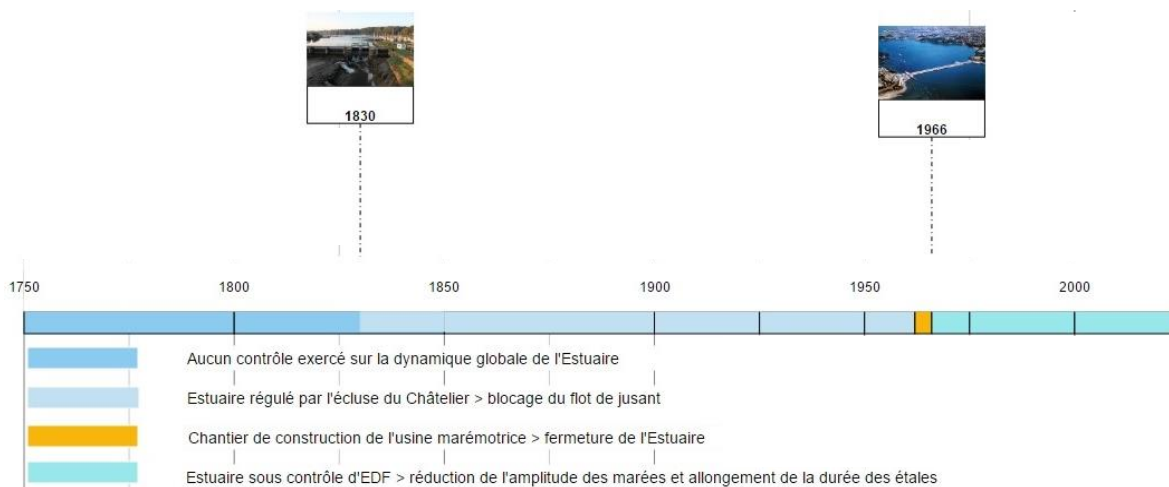 1830
1966
1750 1800 1850 1900 1950 2000
Aucun contrôle exercé sur la dynamique globale de l'Estuaire
Estuaire régulé par l'écluse du Châtelier > blocage du flot de jusant
Chantier de construction de l'usine marémotrice > fermeture de l'Estuaire
Estuaire sous contrôle d'EDF > réduction de l'amplitude des marées et allongement de la durée des étales